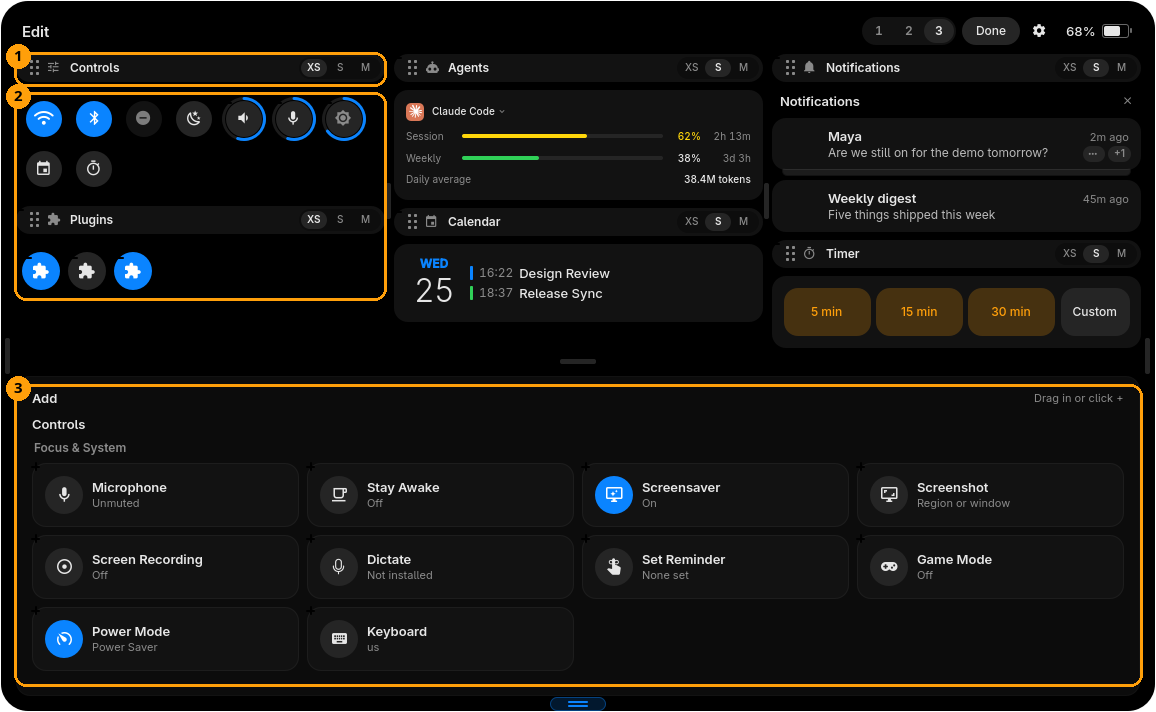 Edit
1 2 3 Done 68%
1
Controls XS S M
Agents XS S M
Notifications XS S M
2
Claude Code
Session 62% 2h 13m
Weekly 38% 3d 3h
Daily average 38.4M tokens
Notifications
Maya 2m ago
Are we still on for the demo tomorrow? +1
Weekly digest 45m ago
Five things shipped this week
Plugins XS S M
Calendar XS S M
Timer XS S M
WED
25
16:22 Design Review
18:37 Release Sync
5 min 15 min 30 min Custom
3
Add Drag in or click +
Controls
Focus & System
Microphone
Unmuted
Stay Awake
Off
Screensaver
On
Screenshot
Region or window
Screen Recording
Off
Dictate
Not installed
Set Reminder
None set
Game Mode
Off
Power Mode
Power Saver
Keyboard
us